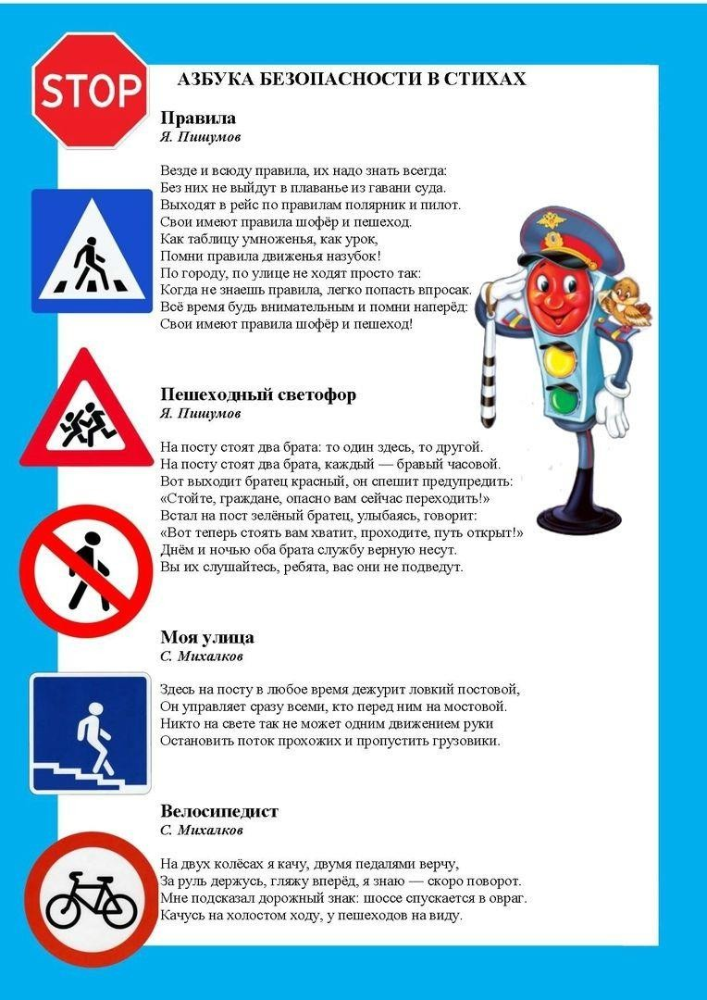 STOP
АЗБУКА БЕЗОПАСНОСТИ В СТИХАХ
Правила
Я. Пишумов
Везде и всюду правила, их надо знать всегда:
Без них не выйдут в плаванье из гавани суда.
Выходят в рейс по правилам полярник и пилот.
Свои имеют правила шофёр и пешеход.
Как таблицу умноженья, как урок,
Помни правила движенья назубок!
По городу, по улице не ходят просто так:
Когда не знаешь правила, легко попасть впросак.
Всё время будь внимательным и помни наперёд:
Свои имеют правила шофёр и пешеход!
Пешеходный светофор
Я. Пишумов
На посту стоят два брата: то один здесь, то другой.
На посту стоят два брата, каждый — бравый часовой.
Вот выходит братец красный, он спешит предупредить:
«Стойте, граждане, опасно вам сейчас переходить!»
Встал на пост зелёный братец, улыбаясь, говорит:
«Вот теперь стоять вам хватит, проходите, путь открыт!»
Днём и ночью оба брата службу верную несут.
Вы их слушайтесь, ребята, вас они не подведут.
Моя улица
С. Михалков
Здесь на посту в любое время дежурит ловкий постовой,
Он управляет сразу всеми, кто перед ним на мостовой.
Никто на свете так не может одним движением руки
Остановить поток прохожих и пропустить грузовики.
Велосипедист
С. Михалков
На двух колёсах я качу, двумя педалями верчу,
За руль держусь, гляжу вперёд, я знаю — скоро поворот.
Мне подсказал дорожный знак: шоссе спускается в овраг.
Качусь на холостом ходу, у пешеходов на виду.